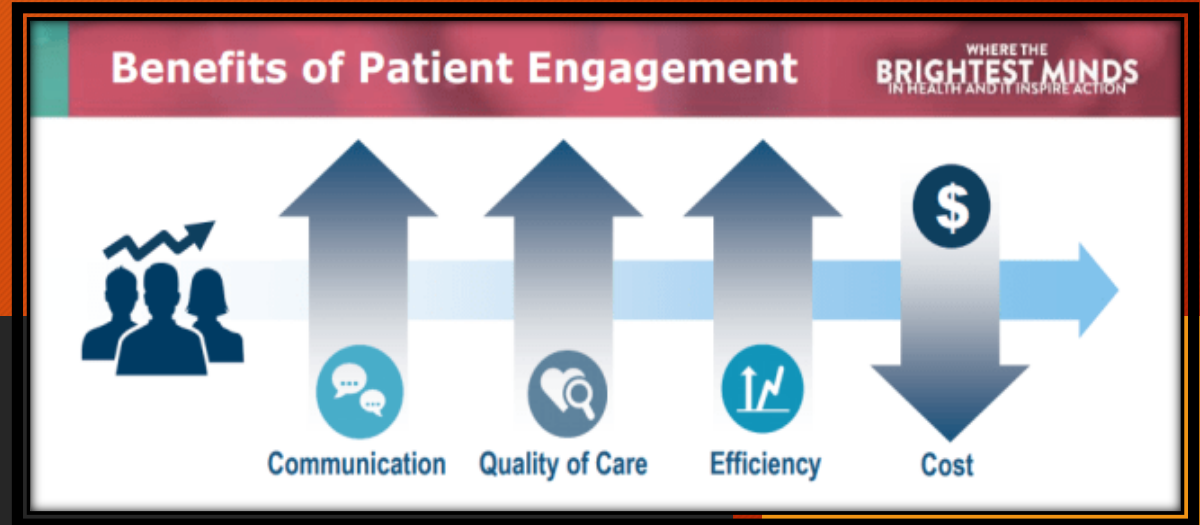 Benefits of Patient Engagement
WHERE THE
BRIGHTEST MINDS
IN HEALTH AND IT INSPIRE ACTION
$
Communication
Quality of Care
Efficiency
Cost